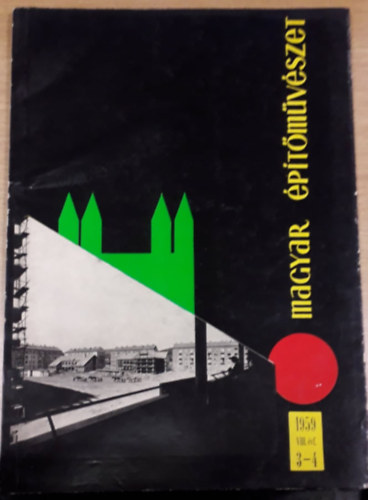 magyar építőművészet
1959
VIII. évf.
3-4